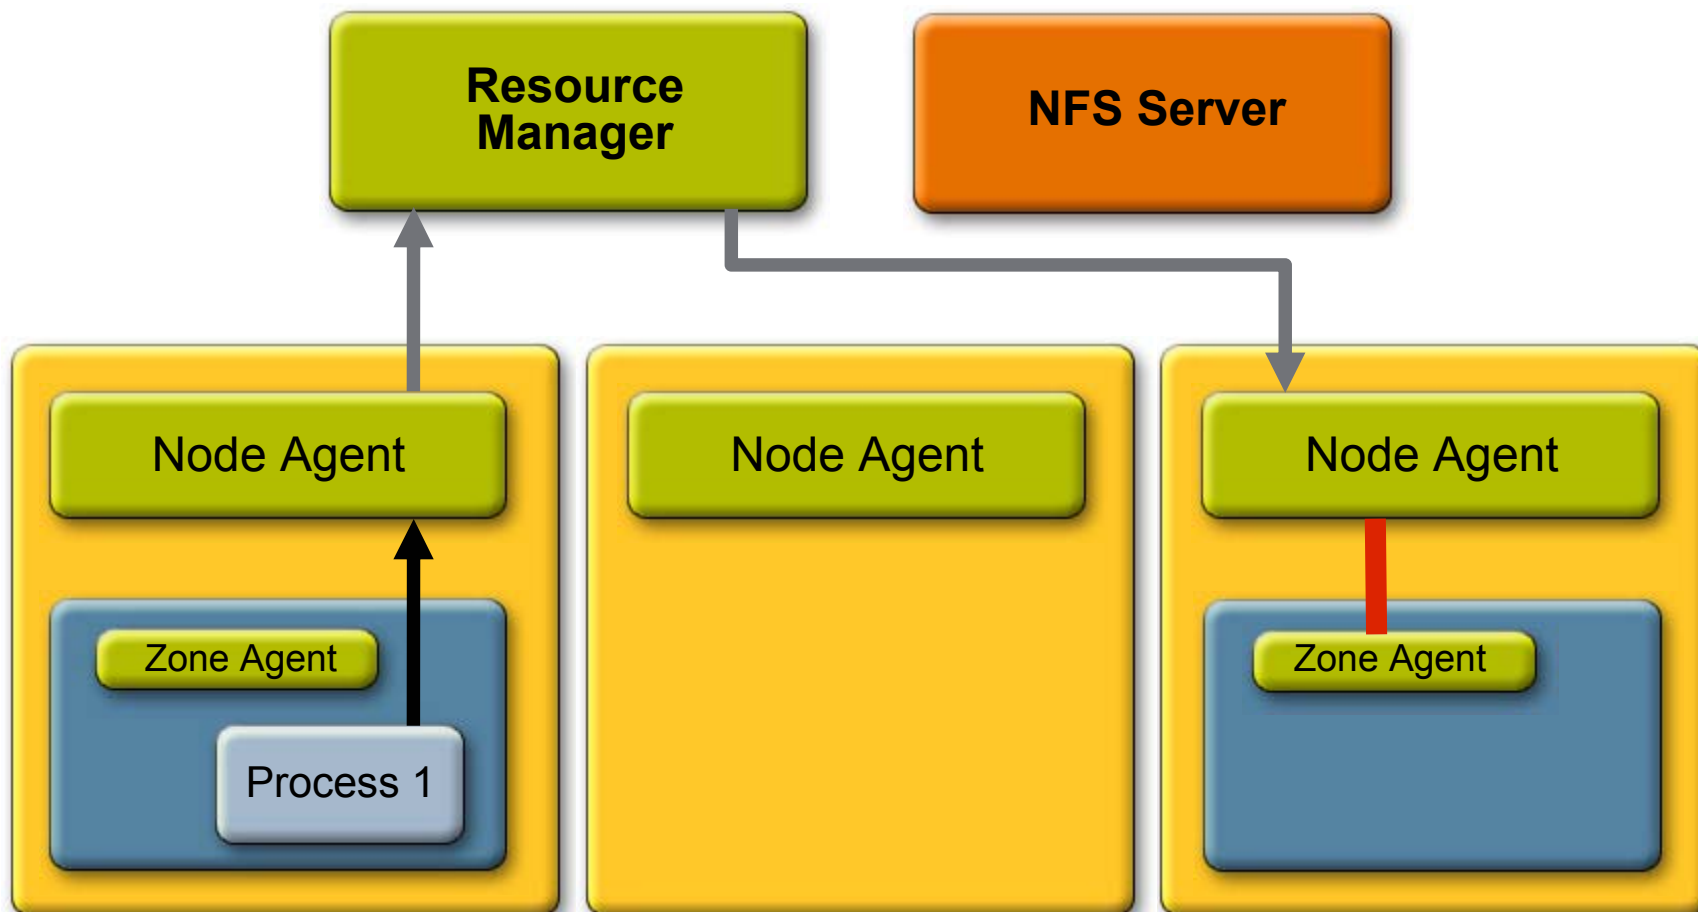 Resource
Manager
NFS Server
Node Agent
Node Agent
Node Agent
Zone Agent
Zone Agent
Process 1